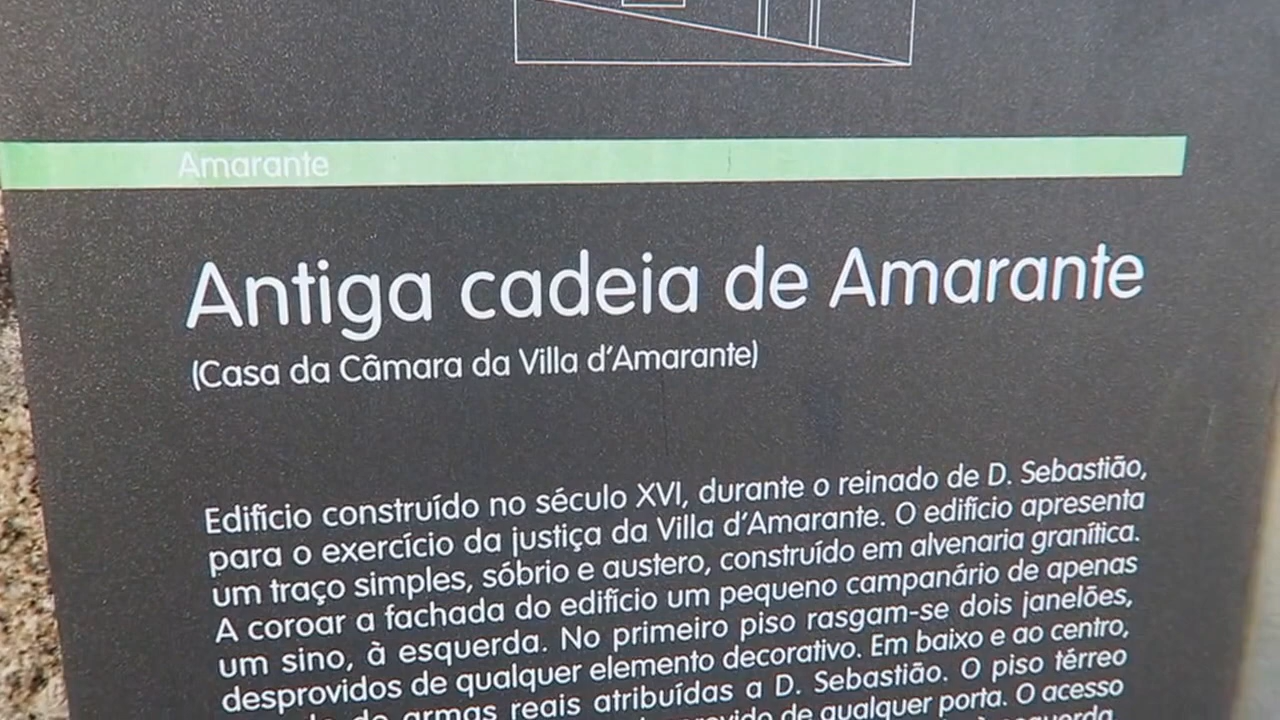 Amarante
Antiga cadeia de Amarante
(Casa da Câmara da Villa d'Amarante)
Edifício construído no século XVI, durante o reinado de D. Sebastião,
para o exercício da justiça da Villa d'Amarante. O edifício apresenta
um traço simples, sóbrio e austero, construído em alvenaria granítica.
A coroar a fachada do edifício um pequeno campanário de apenas
um sino, à esquerda. No primeiro piso rasgam-se dois janelões,
desprovidos de qualquer elemento decorativo. Em baixo e ao centro,
de armas reais atribuídas a D. Sebastião. O piso térreo
de qualquer porta. O acesso